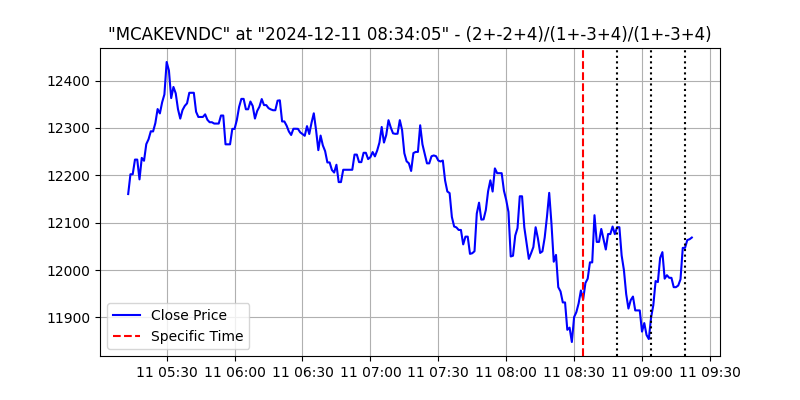 "MCAKEVNDC" at "2024-12-11 08:34:05" - (2+-2+4)/(1+-3+4)/(1+-3+4)
12400
12300
12200
12100
12000
11900
Close Price
Specific Time
11 05:30 11 06:00 11 06:30 11 07:00 11 07:30 11 08:00 11 08:30 11 09:00 11 09:30